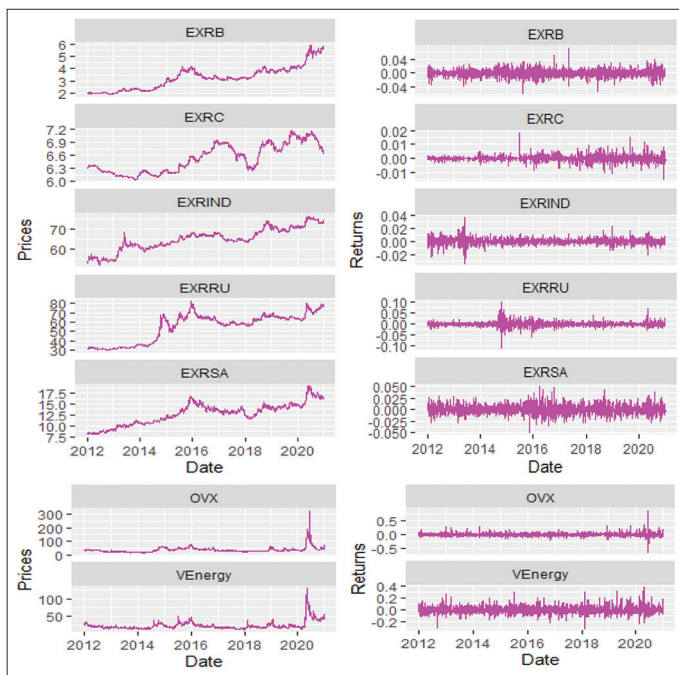 EXRB
6
5
4
3
2
EXRC
7.2
6.9
6.6
6.3
6.0
EXRIND
70
60
EXRRU
80
70
60
50
40
30
EXRSA
17.5
15.0
12.5
10.0
7.5
2012 2014 2016 2018 2020
Date
Prices
EXRB
0.04
0.00
-0.04
EXRC
0.02
0.01
0.00
-0.01
EXRIND
0.04
0.02
0.00
-0.02
EXRRU
0.10
0.05
0.00
-0.05
-0.10
EXRSA
0.050
0.025
0.000
-0.025
-0.050
2012 2014 2016 2018 2020
Date
Returns
OVX
300
200
100
0
VEnergy
100
50
2012 2014 2016 2018 2020
Date
Prices
OVX
0.5
0.0
-0.5
VEnergy
0.4
0.2
0.0
-0.2
2012 2014 2016 2018 2020
Date
Returns